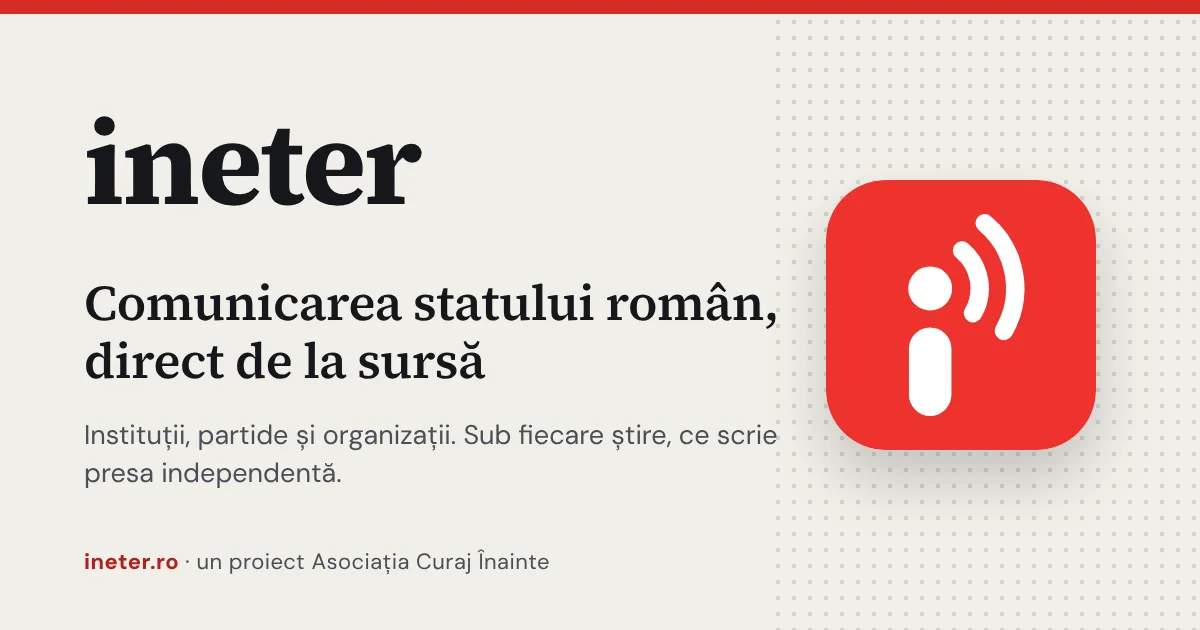 ineter
Comunicarea statului român,
direct de la sursă
Instituții, partide și organizații. Sub fiecare știre, ce scrie
presa independentă.
ineter.ro · un proiect Asociația Curaj Înainte